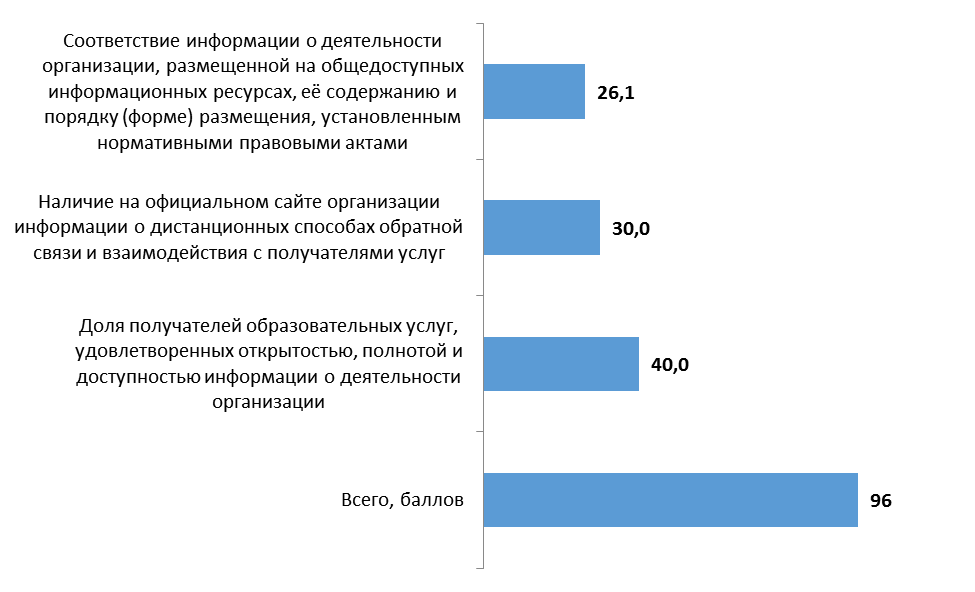 Соответствие информации о деятельности
организации, размещенной на общедоступных
информационных ресурсах, её содержанию и
порядку (форме) размещения, установленным
нормативными правовыми актами
26,1
Наличие на официальном сайте организации
информации о дистанционных способах обратной
связи и взаимодействия с получателями услуг
30,0
Доля получателей образовательных услуг,
удовлетворенных открытостью, полнотой и
доступностью информации о деятельности
организации
40,0
Всего, баллов
96